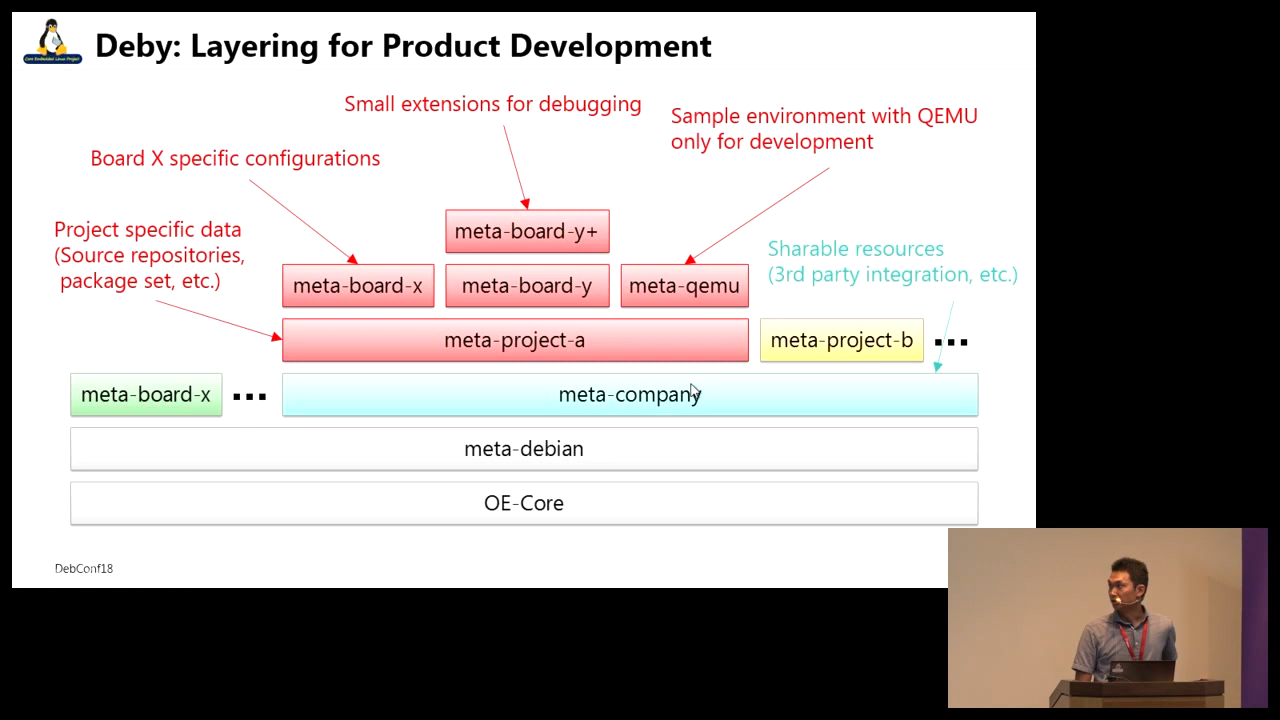 Deby: Layering for Product Development
Small extensions for debugging
Sample environment with QEMU
only for development
Board X specific configurations
Project specific data
(Source repositories,
package set, etc.)
Sharable resources
(3rd party integration, etc.)
meta-board-y+
meta-board-x
meta-board-y
meta-qemu
meta-project-a
meta-project-b
...
meta-board-x
...
meta-company
meta-debian
OE-Core
DebConf18